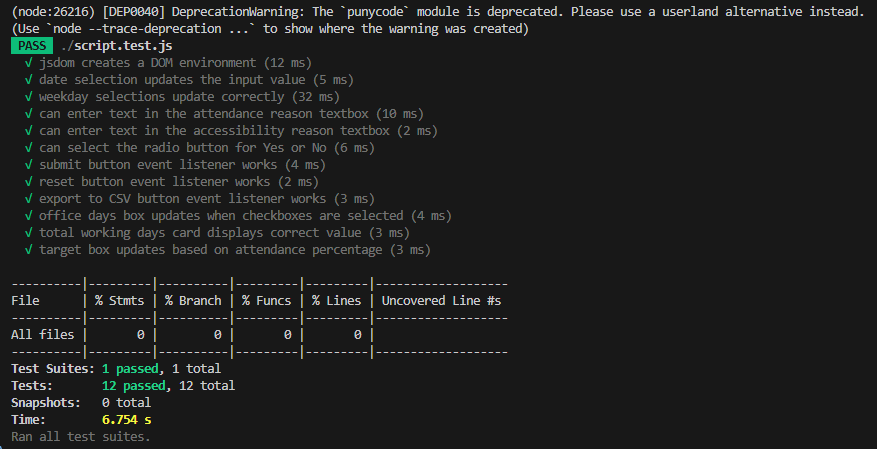 (node:26216) [DEP0040] DeprecationWarning: The `punycode` module is deprecated. Please use a userland alternative instead.
(Use `node --trace-deprecation ...` to show where the warning was created)
PASS ./script.test.js
√ jsdom creates a DOM environment (12 ms)
√ date selection updates the input value (5 ms)
√ weekday selections update correctly (32 ms)
√ can enter text in the attendance reason textbox (10 ms)
√ can enter text in the accessibility reason textbox (2 ms)
√ can select the radio button for Yes or No (6 ms)
√ submit button event listener works (4 ms)
√ reset button event listener works (2 ms)
√ export to CSV button event listener works (3 ms)
√ office days box updates when checkboxes are selected (4 ms)
√ total working days card displays correct value (3 ms)
√ target box updates based on attendance percentage (3 ms)
----------|---------|----------|---------|---------|-------------------
File      | % Stmts | % Branch | % Funcs | % Lines | Uncovered Line #s
----------|---------|----------|---------|---------|-------------------
All files |       0 |        0 |       0 |       0 |
----------|---------|----------|---------|---------|-------------------
Test Suites: 1 passed, 1 total
Tests:       12 passed, 12 total
Snapshots:   0 total
Time:        6.754 s
Ran all test suites.